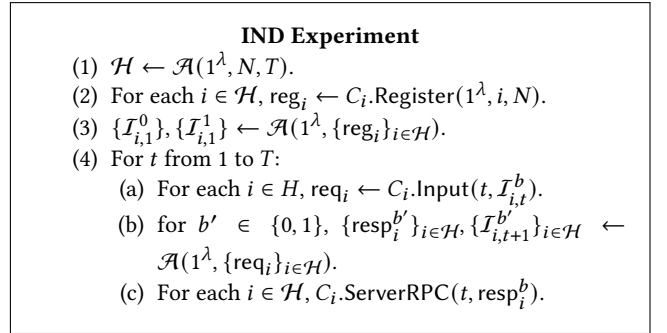 IND Experiment
(1) ℋ ← 𝒜(1^λ, N, T).
(2) For each i ∈ ℋ, reg_i ← C_i.Register(1^λ, i, N).
(3) {ℐ^0_{i,1}}, {ℐ^1_{i,1}} ← 𝒜(1^λ, {reg_i}_{i∈ℋ}).
(4) For t from 1 to T:
(a) For each i ∈ H, req_i ← C_i.Input(t, ℐ^b_{i,t}).
(b) for b′ ∈ {0, 1}, {resp^{b′}_i}_{i∈ℋ}, {ℐ^{b′}_{i,t+1}}_{i∈ℋ} ←
𝒜(1^λ, {req_i}_{i∈ℋ}).
(c) For each i ∈ ℋ, C_i.ServerRPC(t, resp^b_i).